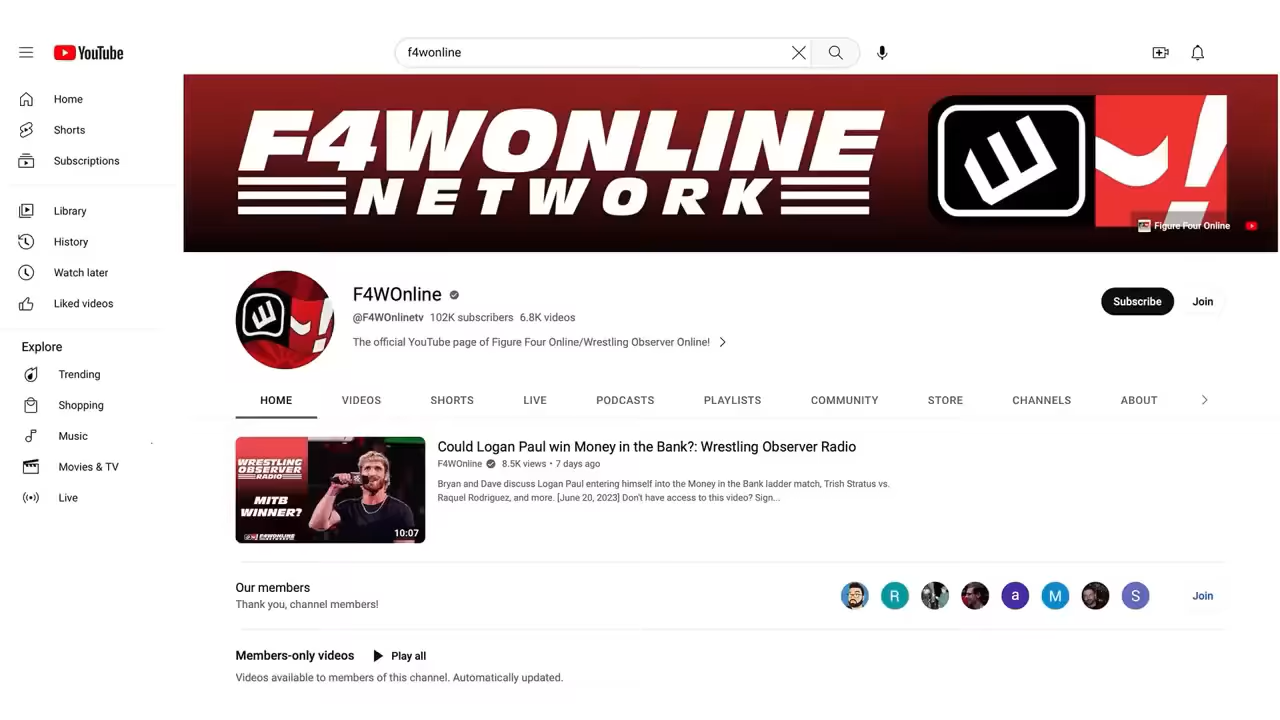 YouTube
f4wonline
Home
Shorts
Subscriptions
Library
History
Watch later
Liked videos
Explore
Trending
Shopping
Music
Movies & TV
Live
F4WONLINE
NETWORK
Figure Four Online
F4WOnline
@F4WOnlinetv 102K subscribers 6.8K videos
The official YouTube page of Figure Four Online/Wrestling Observer Online!
Subscribe
Join
HOME VIDEOS SHORTS LIVE PODCASTS PLAYLISTS COMMUNITY STORE CHANNELS ABOUT
WRESTLING
OBSERVER
RADIO
MITB
WINNER?
F4WONLINE
NETWORK
10:07
Could Logan Paul win Money in the Bank?: Wrestling Observer Radio
F4WOnline 8.5K views • 7 days ago
Bryan and Dave discuss Logan Paul entering himself into the Money in the Bank ladder match, Trish Stratus vs.
Raquel Rodriguez, and more. [June 20, 2023] Don't have access to this video? Sign...
Our members
Thank you, channel members!
R a M S
Join
Members-only videos Play all
Videos available to members of this channel. Automatically updated.